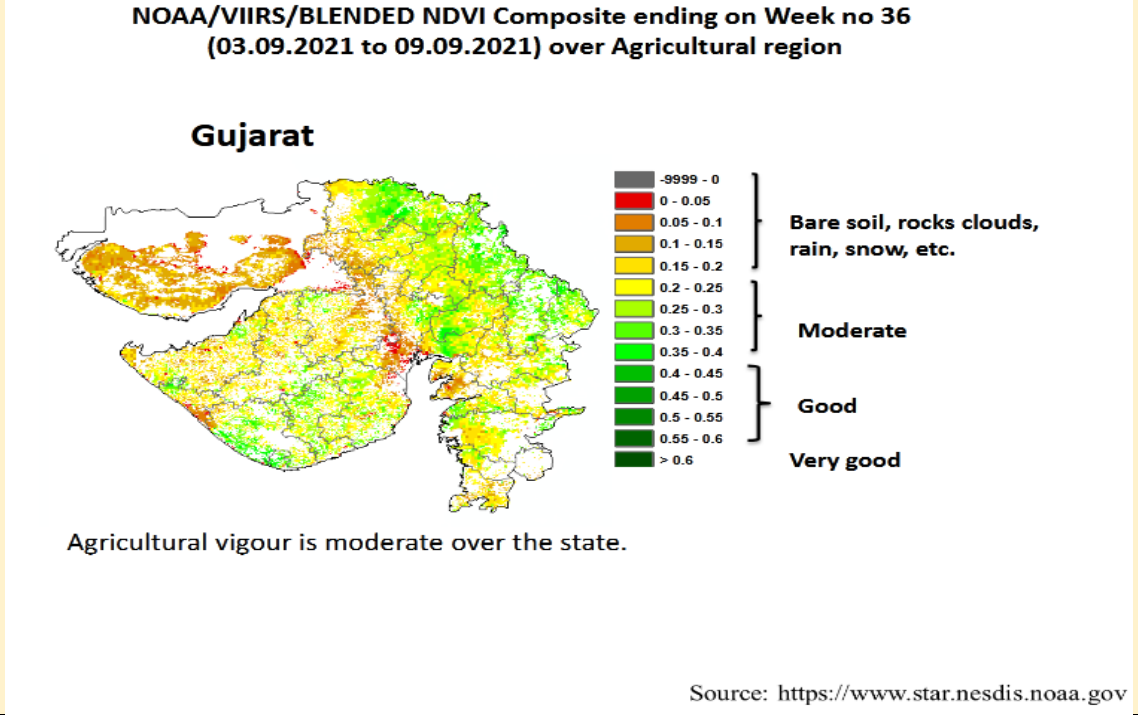 NOAA/VIIRS/BLENDED NDVI Composite ending on Week no 36
(03.09.2021 to 09.09.2021) over Agricultural region
Gujarat
-9999 - 0
0 - 0.05
0.05 - 0.1
0.1 - 0.15
0.15 - 0.2
0.2 - 0.25
0.25 - 0.3
0.3 - 0.35
0.35 - 0.4
0.4 - 0.45
0.45 - 0.5
0.5 - 0.55
0.55 - 0.6
> 0.6
Bare soil, rocks clouds,
rain, snow, etc.
Moderate
Good
Very good
Agricultural vigour is moderate over the state.
Source: https://www.star.nesdis.noaa.gov